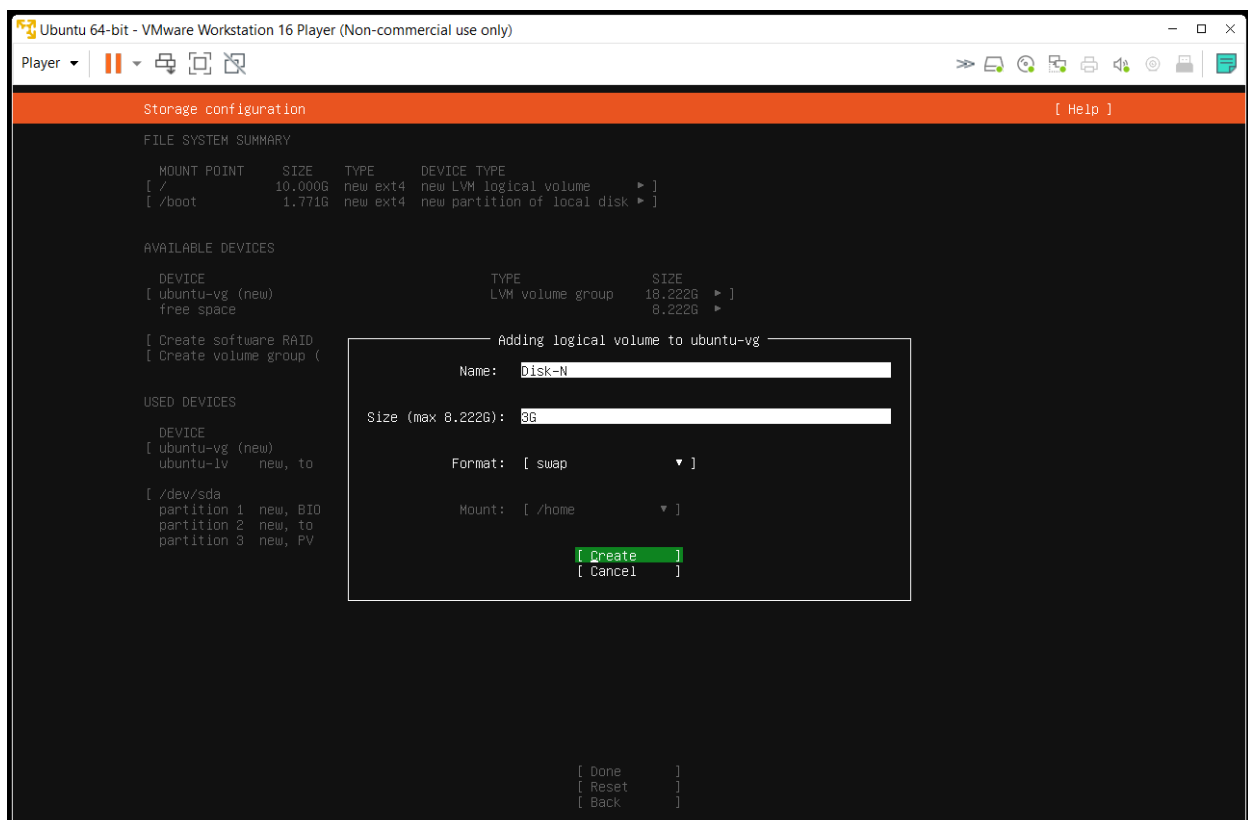 Ubuntu 64-bit - VMware Workstation 16 Player (Non-commercial use only)
Player
Storage configuration [ Help ]
FILE SYSTEM SUMMARY
MOUNT POINT SIZE TYPE DEVICE TYPE
[ / 10.000G new ext4 new LVM logical volume ▸ ]
[ /boot 1.771G new ext4 new partition of local disk ▸ ]
AVAILABLE DEVICES
DEVICE TYPE SIZE
[ ubuntu-vg (new) LVM volume group 18.222G ▸ ]
free space 8.222G ▸
[ Create software RAID
[ Create volume group (
Adding logical volume to ubuntu-vg
Name: Disk-N
Size (max 8.222G): 3G
Format: [ swap ▾ ]
Mount: [ /home ▾ ]
[ Create ]
[ Cancel ]
USED DEVICES
DEVICE
[ ubuntu-vg (new)
ubuntu-lv new, to
[ /dev/sda
partition 1 new, BIO
partition 2 new, to
partition 3 new, PV
[ Done ]
[ Reset ]
[ Back ]